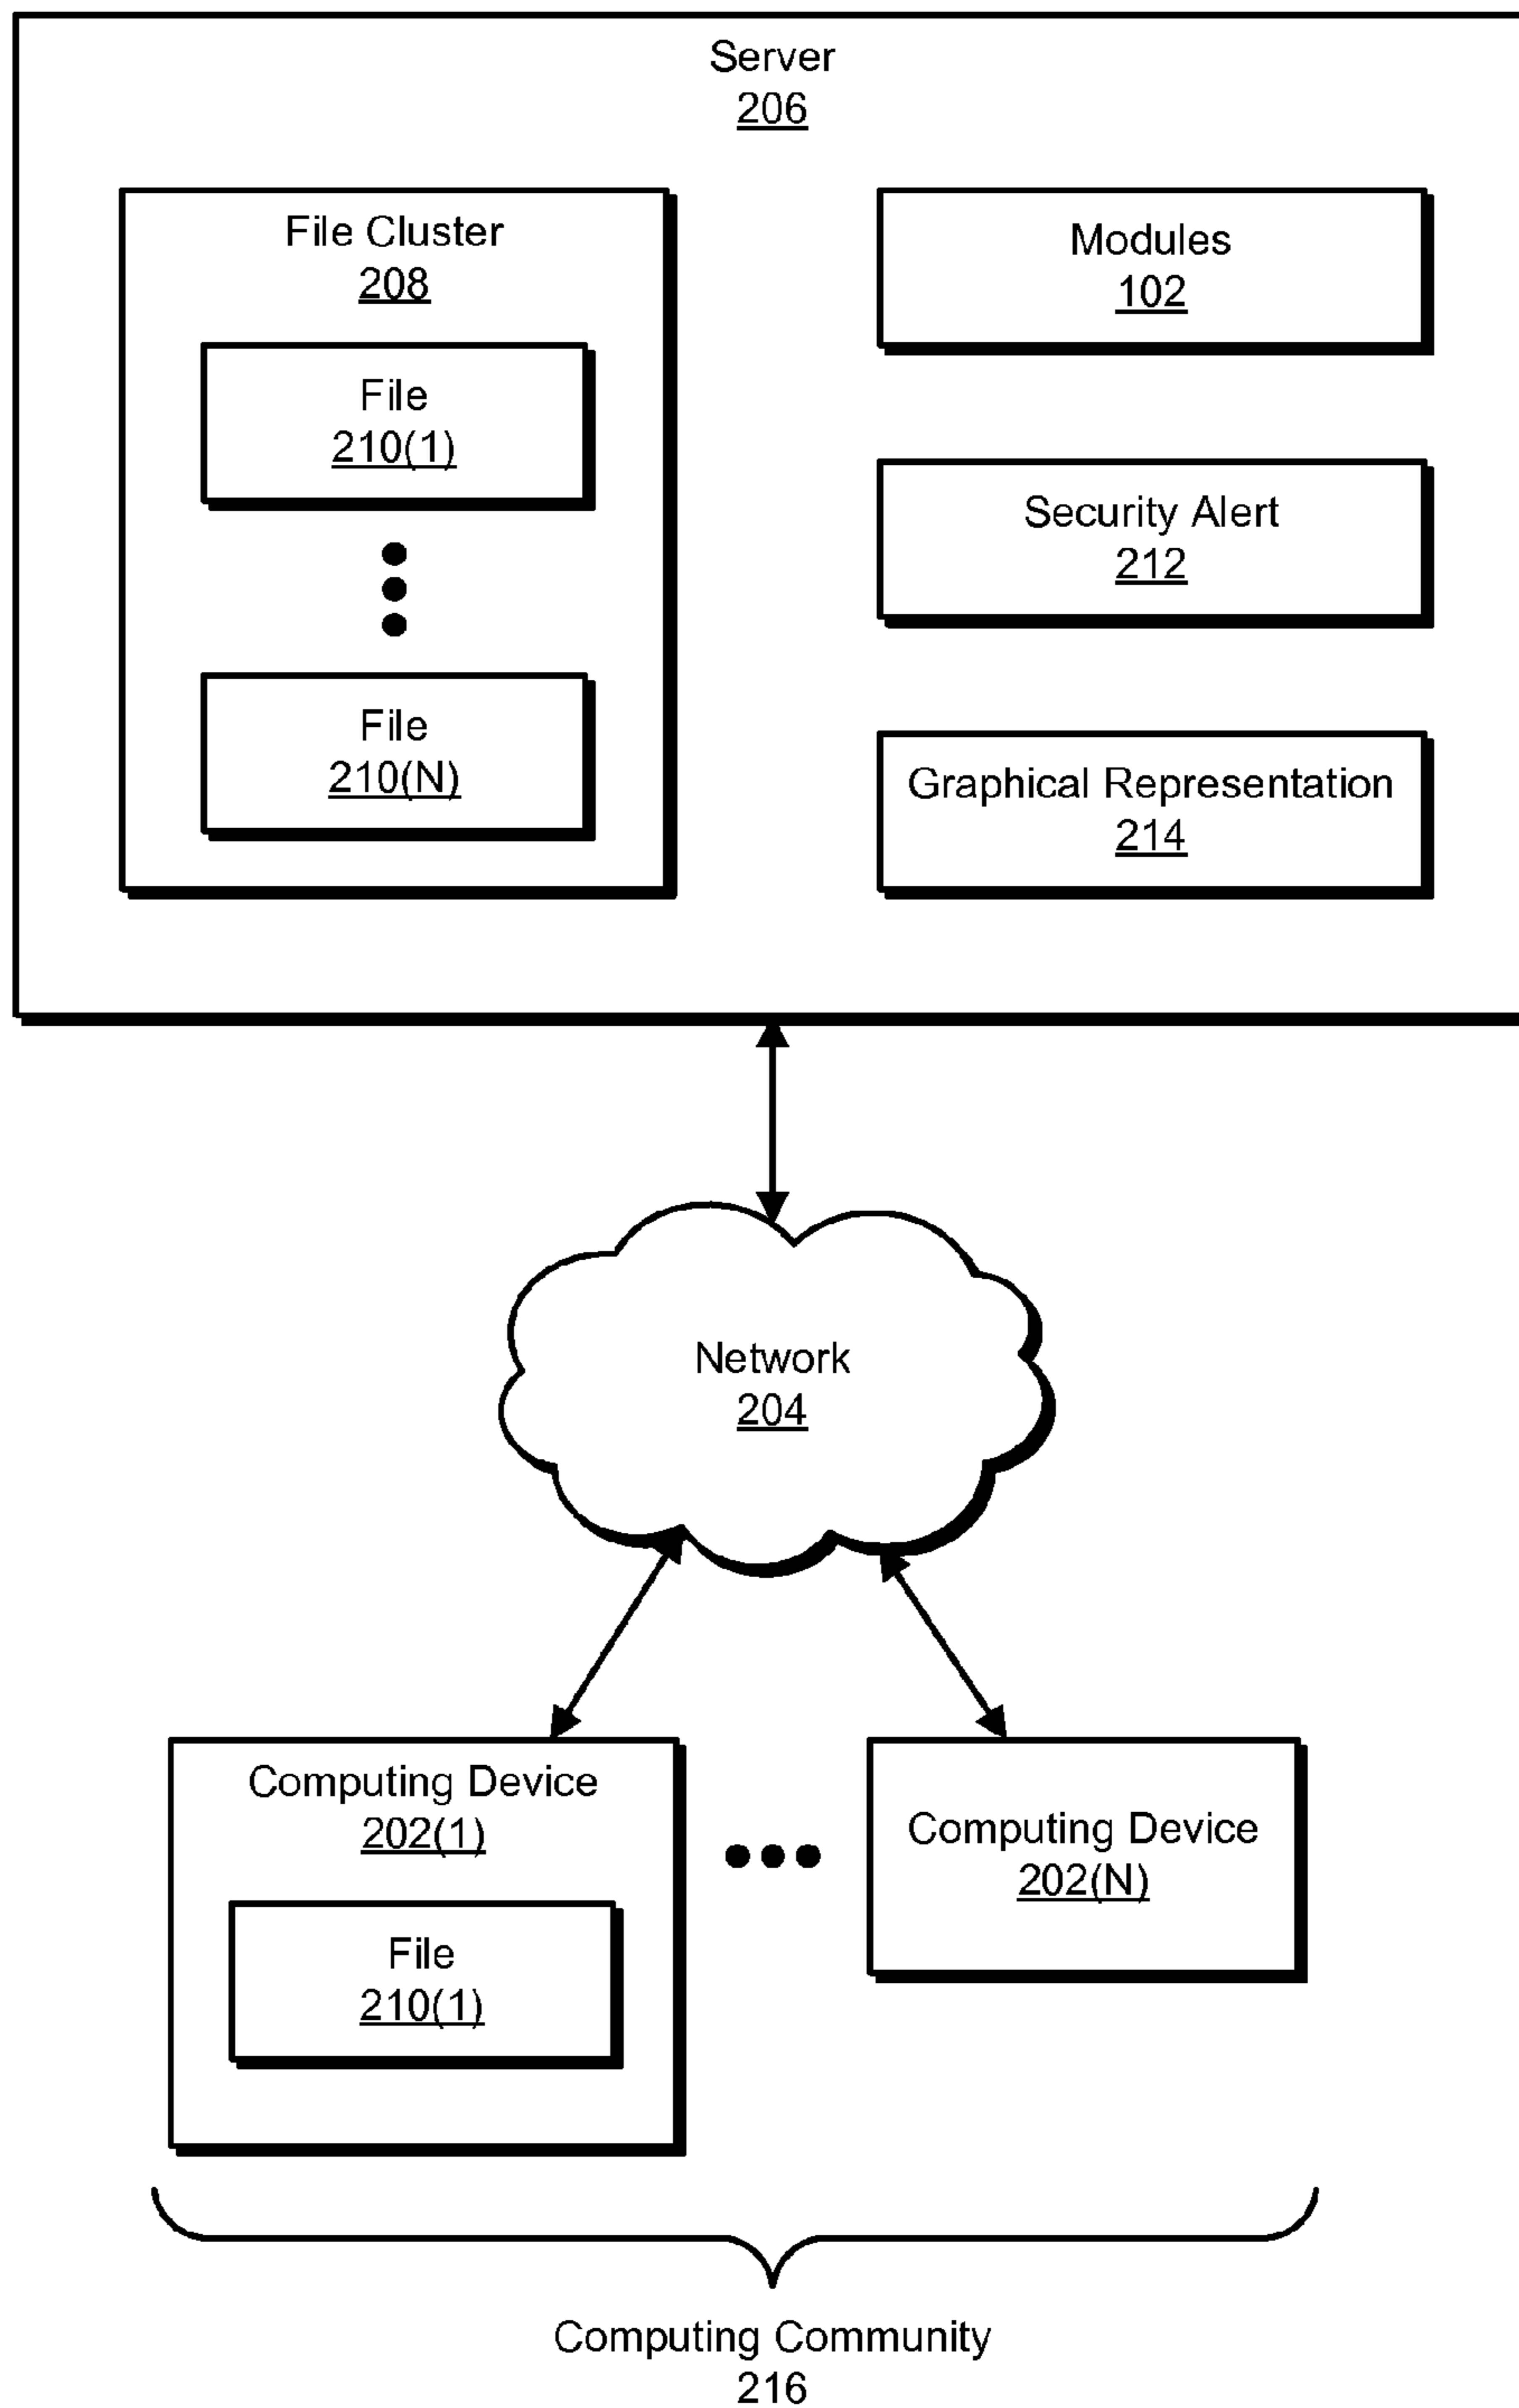 Server
206
File Cluster
208
File
210(1)
File
210(N)
Modules
102
Security Alert
212
Graphical Representation
214
Network
204
Computing Device
202(1)
File
210(1)
Computing Device
202(N)
Computing Community
216